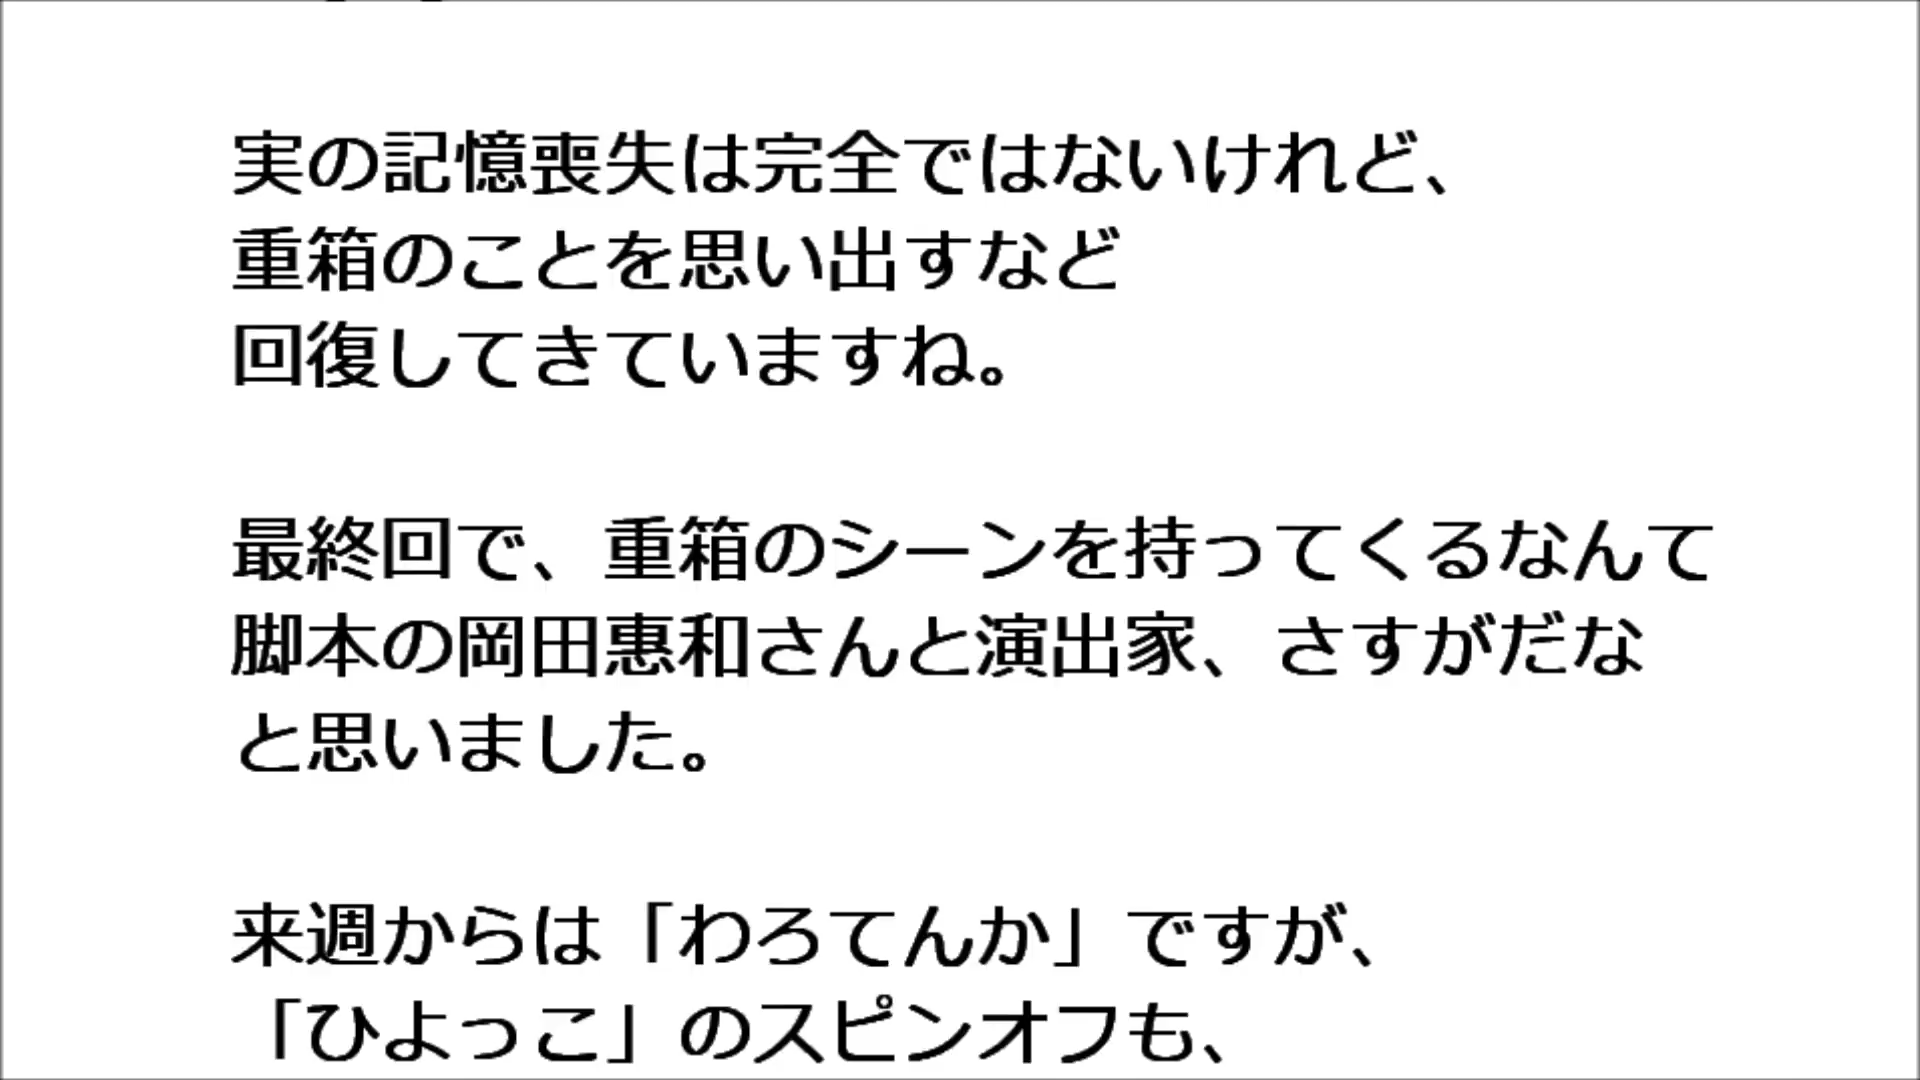 実の記憶喪失は完全ではないけれど、
重箱のことを思い出すなど
回復してきていますね。
最終回で、重箱のシーンを持ってくるなんて
脚本の岡田惠和さんと演出家、さすがだな
と思いました。
来週からは「わろてんか」ですが、
「ひよっこ」のスピンオフも、